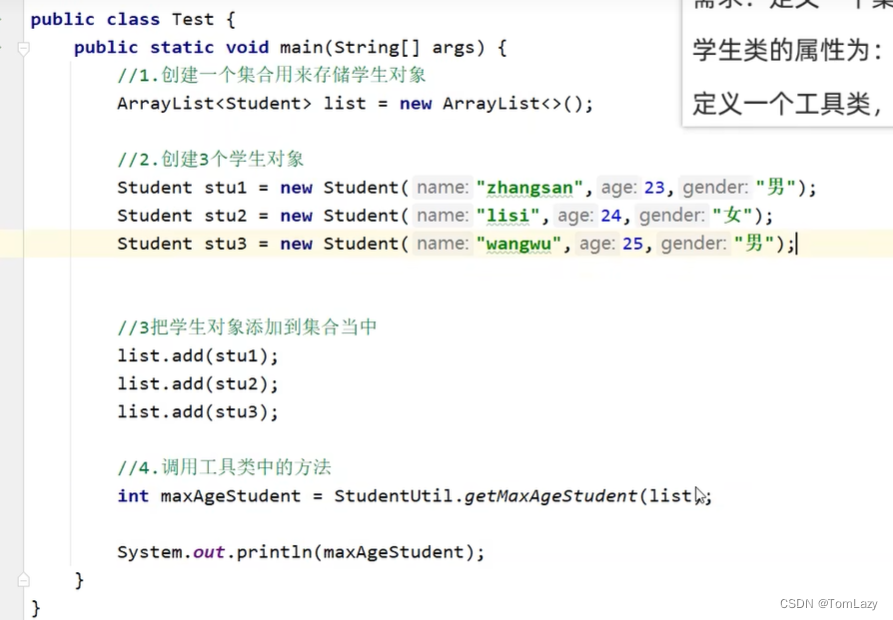 需求：定义一个集
学生类的属性为：
定义一个工具类，
public class Test {
public static void main(String[] args) {
//1.创建一个集合用来存储学生对象
ArrayList<Student> list = new ArrayList<>();
//2.创建3个学生对象
Student stu1 = new Student( name: "zhangsan", age: 23, gender: "男");
Student stu2 = new Student( name: "lisi", age: 24, gender: "女");
Student stu3 = new Student( name: "wangwu", age: 25, gender: "男");
//3把学生对象添加到集合当中
list.add(stu1);
list.add(stu2);
list.add(stu3);
//4.调用工具类中的方法
int maxAgeStudent = StudentUtil.getMaxAgeStudent(list);
System.out.println(maxAgeStudent);
}
}
CSDN @TomLazy